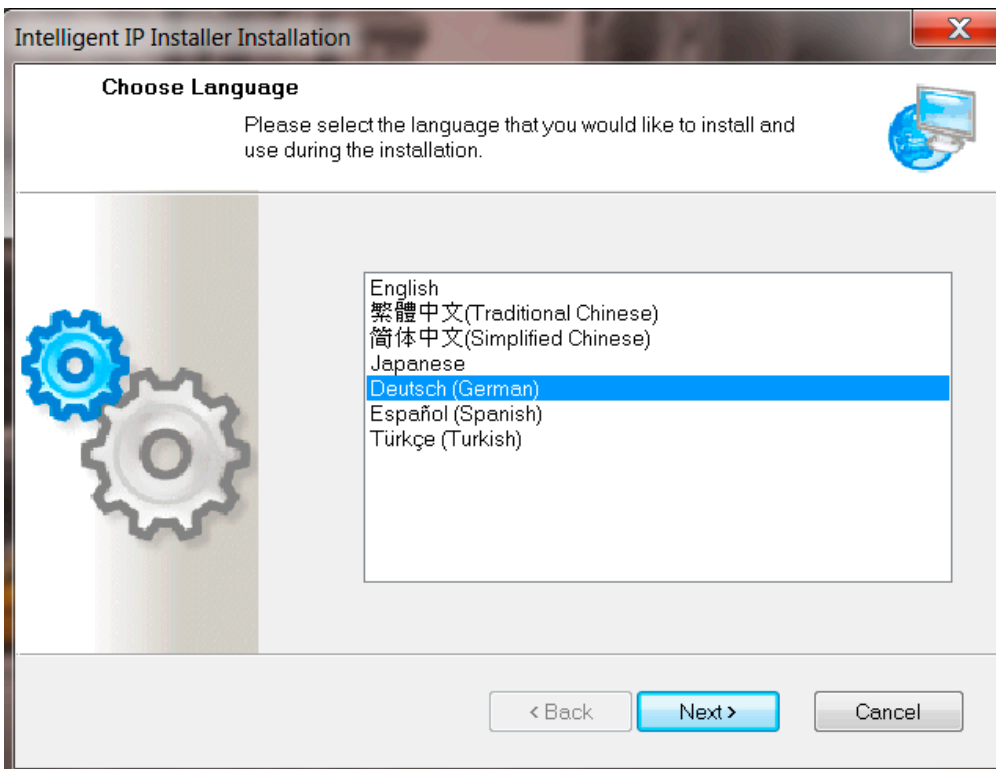 Intelligent IP Installer Installation
X
Choose Language
Please select the language that you would like to install and
use during the installation.
English
繁體中文(Traditional Chinese)
简体中文(Simplified Chinese)
Japanese
Deutsch (German)
Español (Spanish)
Türkçe (Turkish)
< Back
Next >
Cancel